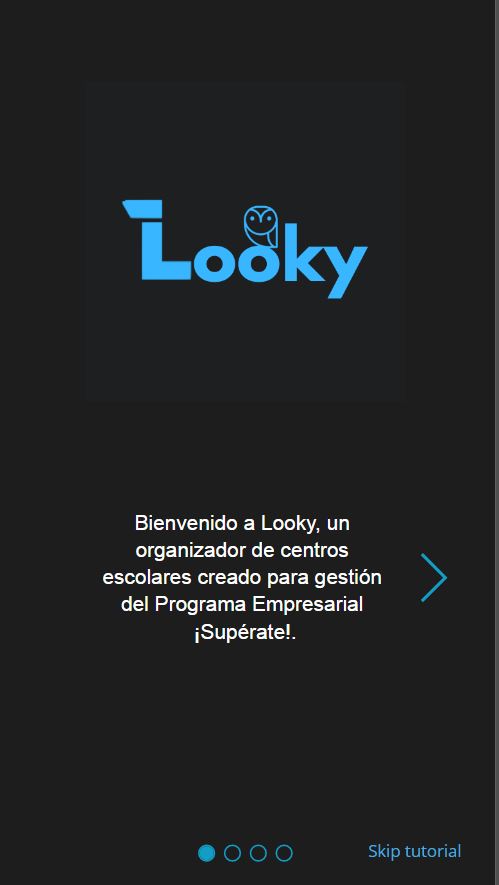 Looky
Bienvenido a Looky, un
organizador de centros
escolares creado para gestión
del Programa Empresarial
¡Supérate!.
Skip tutorial